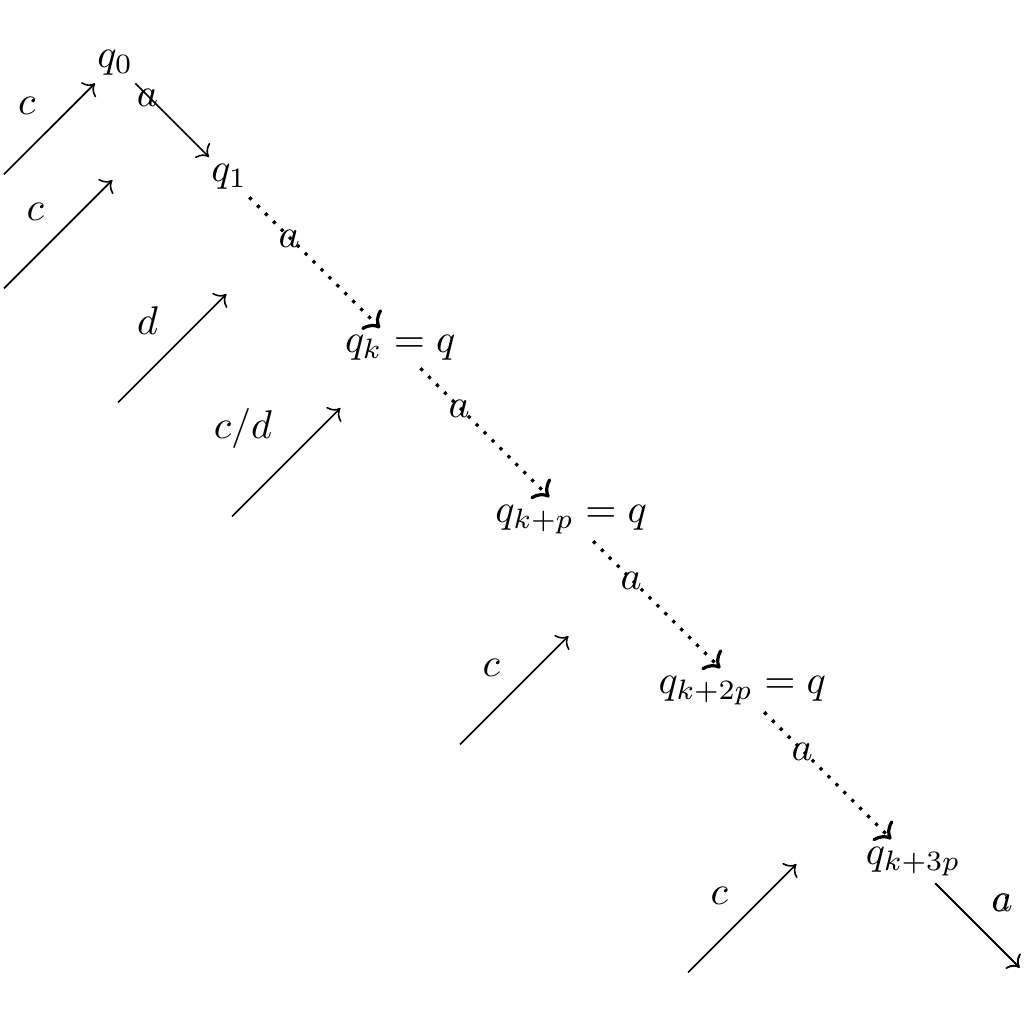 q_0
c
a
q_1
c
a
d
q_k = q
c/d
a
q_{k+p} = q
a
c
q_{k+2p} = q
a
q_{k+3p}
c
a